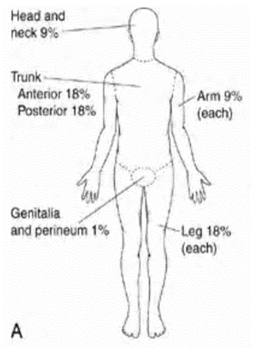 Head and
neck 9%
Trunk
Anterior 18%
Posterior 18%
Arm 9%
(each)
Genitalia
and perineum 1%
Leg 18%
(each)
A